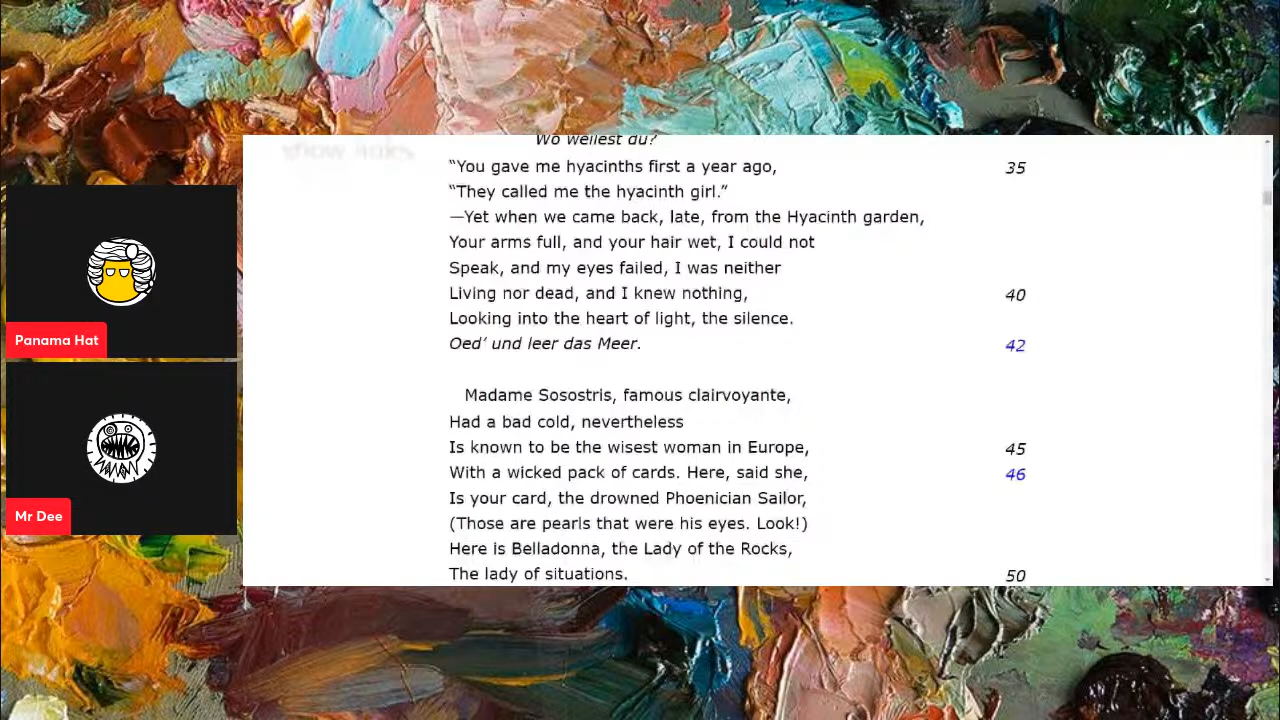 Wo weilest du?
show links
“You gave me hyacinths first a year ago, 35
“They called me the hyacinth girl.”
—Yet when we came back, late, from the Hyacinth garden,
Your arms full, and your hair wet, I could not
Speak, and my eyes failed, I was neither
Living nor dead, and I knew nothing, 40
Looking into the heart of light, the silence.
Oed’ und leer das Meer. 42
Madame Sosostris, famous clairvoyante,
Had a bad cold, nevertheless
Is known to be the wisest woman in Europe, 45
With a wicked pack of cards. Here, said she, 46
Is your card, the drowned Phoenician Sailor,
(Those are pearls that were his eyes. Look!)
Here is Belladonna, the Lady of the Rocks,
The lady of situations. 50
Panama Hat
Mr Dee